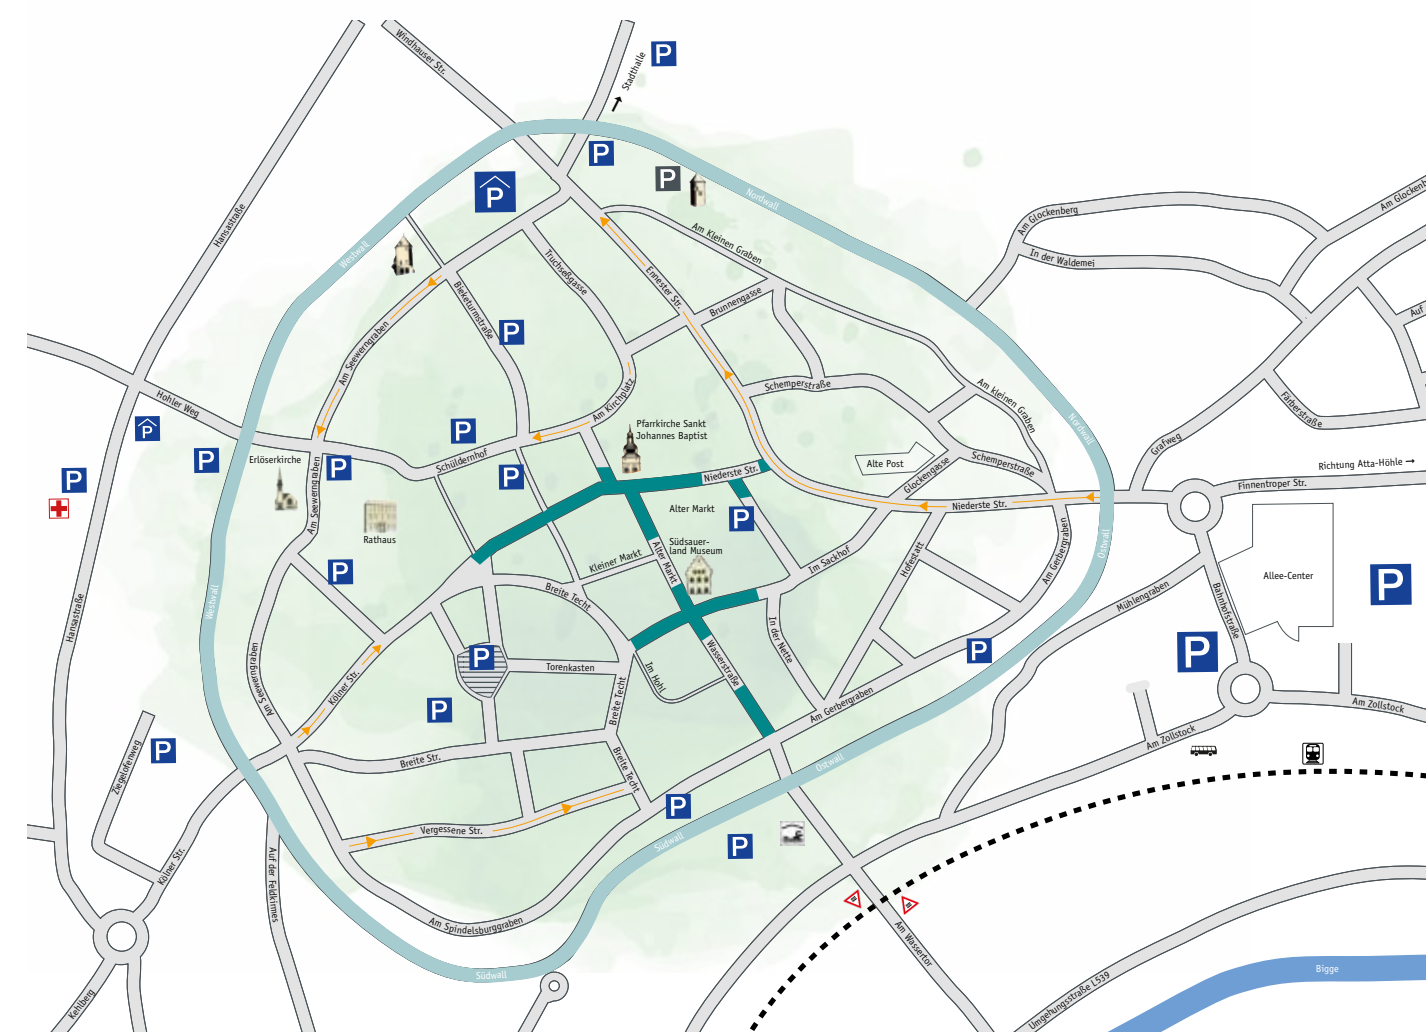 Windhauser Str.
Stadthalle
P
P
P
P
Nordwall
Hansastraße
Westwall
Am Kleinen Graben
Am Glockenberg
Am Glockenb
In der Waldemei
Truchseßgasse
Ennester Str.
Bieketurmstraße
Brunnengasse
P
Auf
Am Seewerngraben
Hohler Weg
Schemperstraße
Am kleinen Graben
Färberstraße
Am Kirchplatz
P
P
Pfarrkirche Sankt
Johannes Baptist
Nordwall
Grafweg
P
Erlöserkirche
P
Schüldernhof
Alte Post
Schemperstraße
Richtung Atta-Höhle
P
P
Niederste Str.
Glockengasse
Finnentroper Str.
Am Seewerngraben
Niederste Str.
Alter Markt
P
Rathaus
Südsauer-
land Museum
Ostwall
Alter Markt
Kleiner Markt
Im Sackhof
Hofestatt
Am Gerbergraben
P
Allee-Center
P
Westwall
Hansastraße
Breite Techt
Mühlengraben
Bahnhofstraße
In der Nette
Wasserstraße
P
P
P
Torenkasten
Im Hohl
Am Seewerngraben
Kölner Str.
Breite Techt
Am Gerbergraben
P
Am Zollstock
Am Zollstock
P
Ziegelofenweg
Breite Str.
Breite Techt
Ostwall
P
Vergessene Str.
Südwall
P
Kölner Str.
Auf der Feldkirmes
Am Spindelsburggraben
Am Wassertor
Südwall
Bigge
Kehlberg
Umgehungsstraße L539